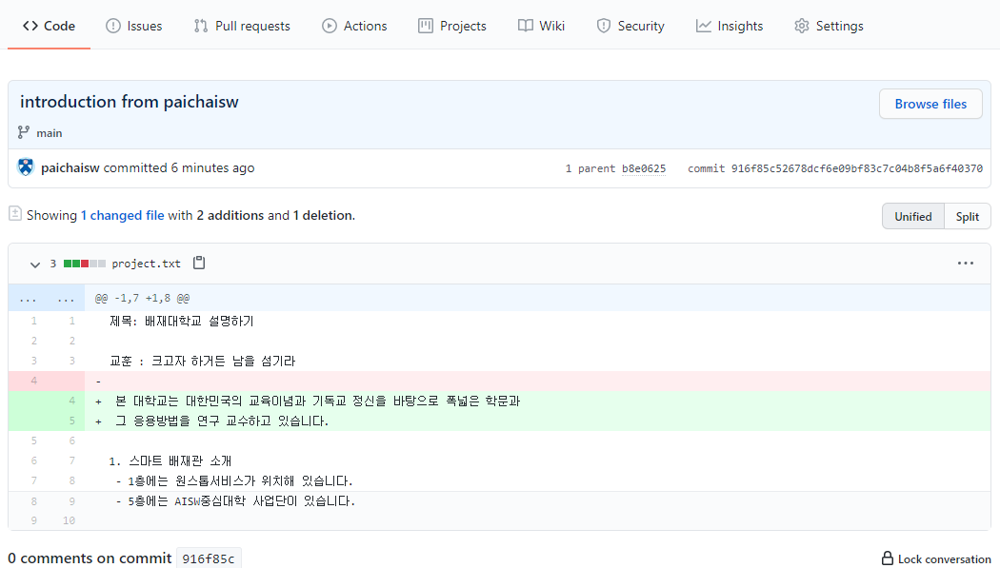 Code Issues Pull requests Actions Projects Wiki Security Insights Settings
introduction from paichaisw
Browse files
main
paichaisw committed 6 minutes ago 1 parent b8e0625 commit 916f85c52678dcf6e09bf83c7c04b8f5a6f40370
Showing 1 changed file with 2 additions and 1 deletion.
Unified Split
3 project.txt ...
... ... @@ -1,7 +1,8 @@
1 1 제목: 배재대학교 설명하기
2 2
3 3 교훈 : 크고자 하거든 남을 섬기라
4 -
4 + 본 대학교는 대한민국의 교육이념과 기독교 정신을 바탕으로 폭넓은 학문과
5 + 그 응용방법을 연구 교수하고 있습니다.
5 6
6 7 1. 스마트 배재관 소개
7 8 - 1층에는 원스톱서비스가 위치해 있습니다.
8 9 - 5층에는 AISW중심대학 사업단이 있습니다.
9 10
0 comments on commit 916f85c
Lock conversation